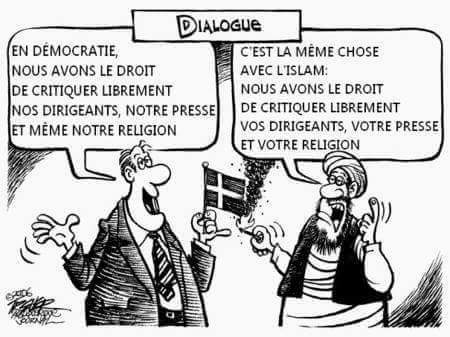 DIALOGUE
EN DÉMOCRATIE,
NOUS AVONS LE DROIT
DE CRITIQUER LIBREMENT
NOS DIRIGEANTS, NOTRE PRESSE
ET MÊME NOTRE RELIGION
C'EST LA MÊME CHOSE
AVEC L'ISLAM:
NOUS AVONS LE DROIT
DE CRITIQUER LIBREMENT
VOS DIRIGEANTS, VOTRE PRESSE
ET VOTRE RELIGION
©2006
JOURNAL